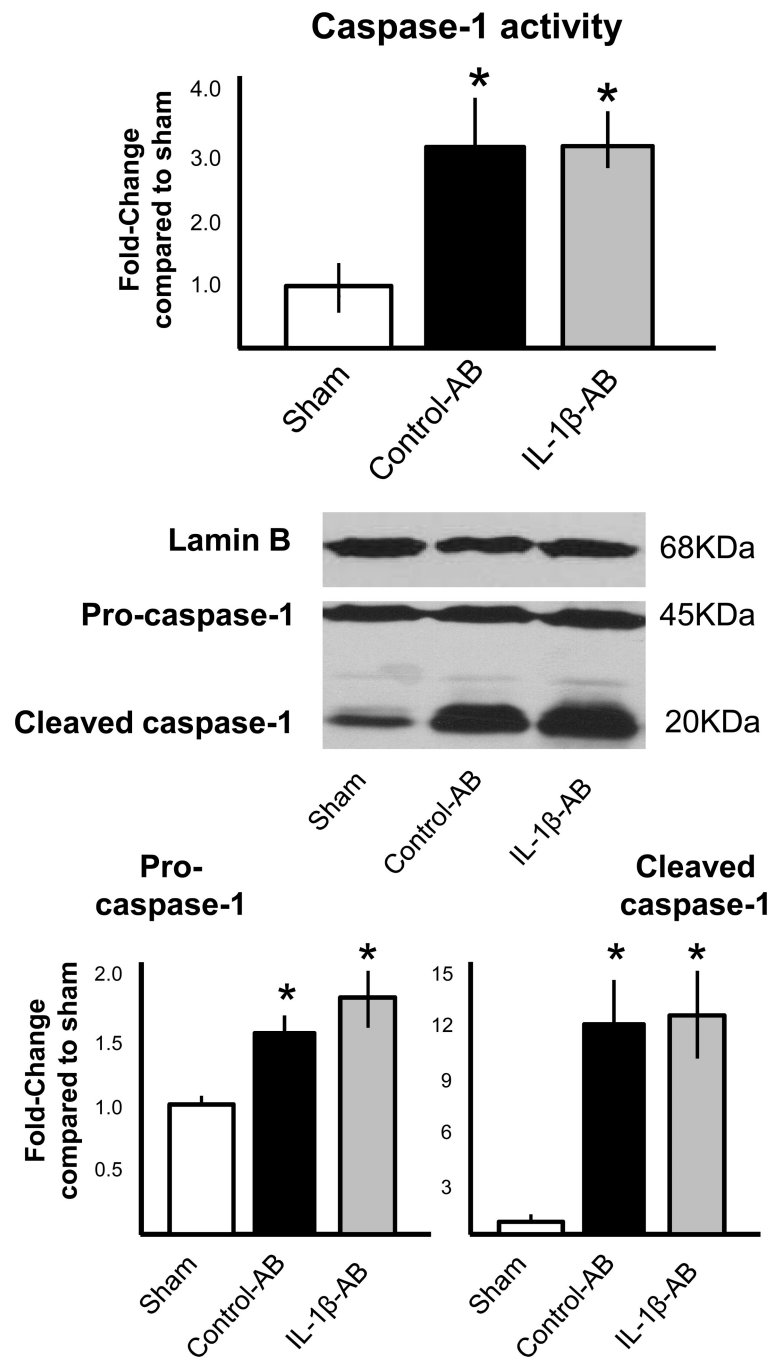 Caspase-1 activity
Fold-Change
compared to sham
4.0
3.0
2.0
1.0
*
*
Sham
Control-AB
IL-1β-AB
Lamin B
68KDa
Pro-caspase-1
45KDa
Cleaved caspase-1
20KDa
Sham
Control-AB
IL-1β-AB
Pro-
caspase-1
Fold-Change
compared to sham
2.0
1.5
1.0
0.5
*
*
Sham
Control-AB
IL-1β-AB
Cleaved
caspase-1
15
12
9
6
3
*
*
Sham
Control-AB
IL-1β-AB